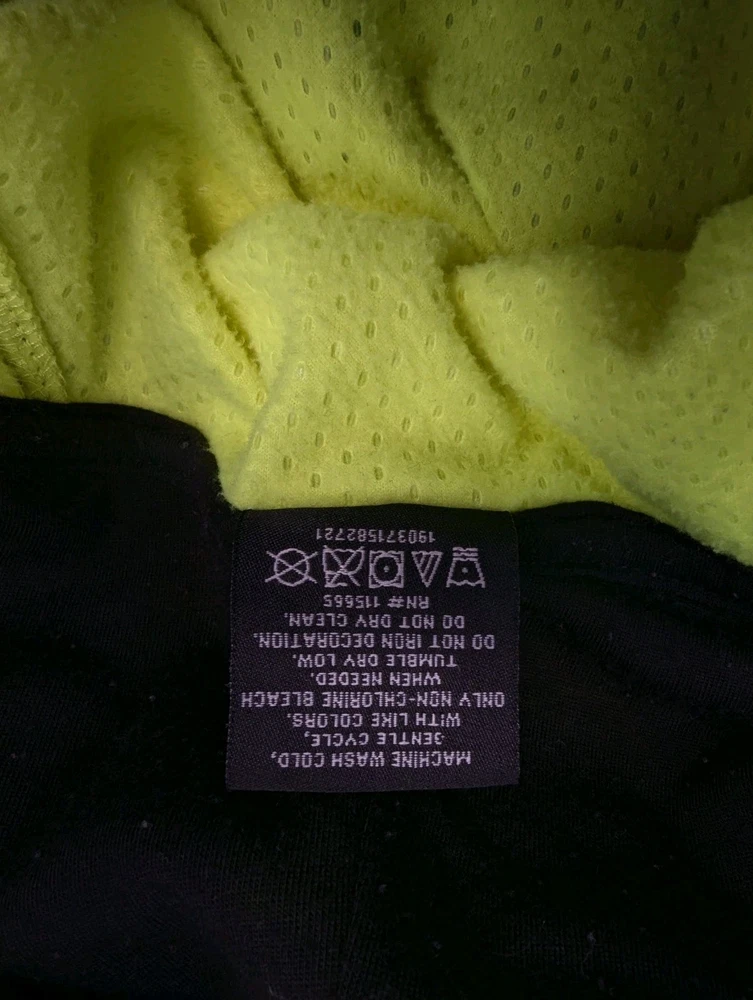 MACHINE WASH COLD,
GENTLE CYCLE,
WITH LIKE COLORS.
ONLY NON-CHLORINE BLEACH
WHEN NEEDED.
TUMBLE DRY LOW.
DO NOT IRON DECORATION.
DO NOT DRY CLEAN.
RN# 115665
190371582721